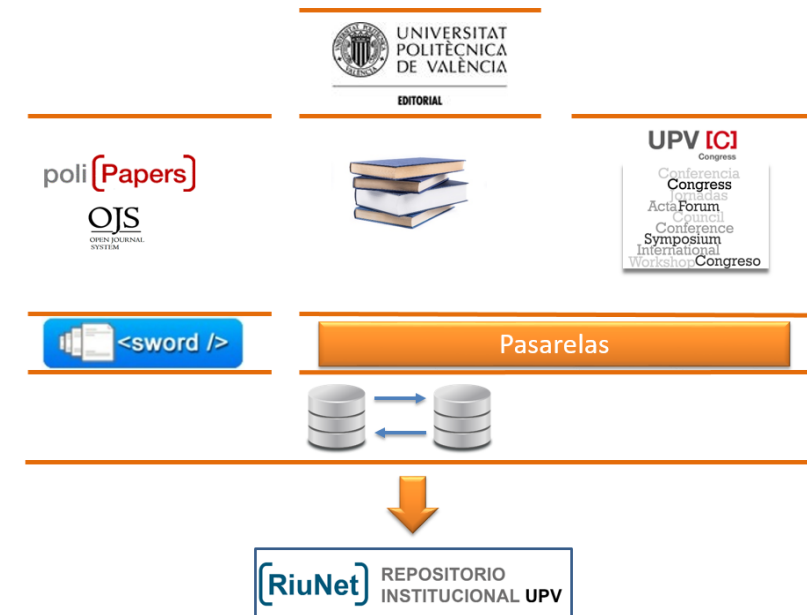 UNIVERSITAT
POLITÈCNICA
DE VALÈNCIA
EDITORIAL
poli[Papers]
OJS
OPEN JOURNAL
SYSTEM
UPV [C]
Congress
Conferencia
Congress
Jornadas
ActaForum
Council
Conference
Symposium
International
WorkshopCongreso
<sword />
Pasarelas
[RiuNet] REPOSITORIO
INSTITUCIONAL UPV